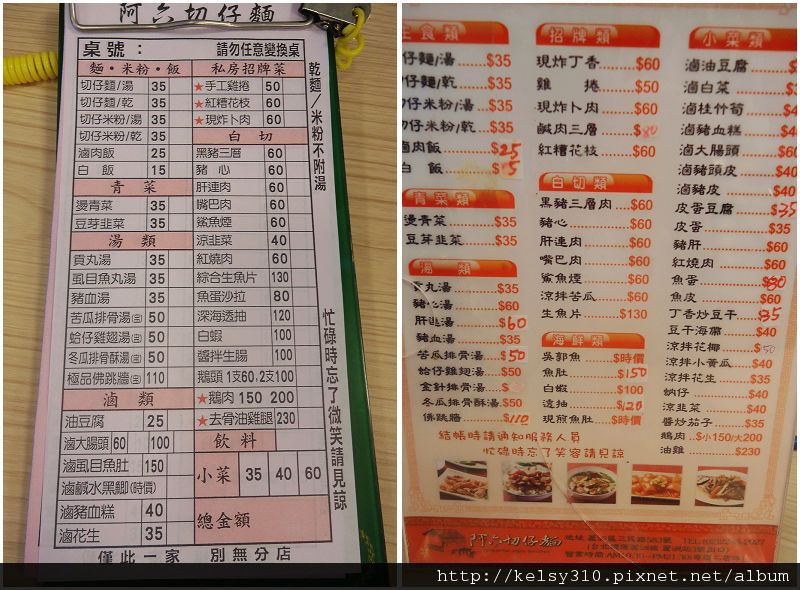 阿六切仔麵
桌號： 請勿任意變換桌
麵・米粉・飯 私房招牌菜
切仔麵/湯 35 ★手工雞捲 50
切仔麵/乾 35 ★紅糟花枝 60
切仔米粉/湯 35 ★現炸卜肉 60
切仔米粉/乾 35 白切
滷肉飯 25 黑豬三層 60
白飯 15 豬心 60
青菜 肝連肉 60
燙青菜 35 嘴巴肉 60
豆芽韭菜 35 鯊魚煙 60
湯類 涼韭菜 40
貢丸湯 35 紅燒肉 60
虱目魚丸湯 35 綜合生魚片 130
豬血湯 35 魚蛋沙拉 80
苦瓜排骨湯 50 深海透抽 120
蛤仔雞翅湯 50 白蝦 100
冬瓜排骨酥湯 50 醬拌生腸 100
極品佛跳牆 110 鵝頭 1支60,2支100
滷類 ★鵝肉 150 200
油豆腐 25 ★去骨油雞腿 230
滷大腸頭 60 100 飲料
滷虱目魚肚 150 小菜 35 40 60
滷鹹水黑鯽(時價)
滷豬血糕 40 總金額
滷花生 35
僅此一家 別無分店
乾麵/米粉不附湯
忙碌時忘了微笑請見諒
主食類
切仔麵/湯 $35
切仔麵/乾...$35
切仔米粉/湯...$35
切仔米粉/乾...$35
滷肉飯 $25
白飯
青菜類
燙青菜 $35
豆芽韭菜 $35
湯類
貢丸湯 $35
豬心湯 $60
$60
豬血湯 $35
苦瓜排骨湯 $50
蛤仔雞翅湯 $50
金針排骨湯
冬瓜排骨酥湯 $50
佛跳牆 $110
招牌類
現炸丁香 $60
雞捲 $50
現炸卜肉 $60
鹹肉三層
紅糟花枝 $60
白切類
黑豬三層肉 $60
豬心 $60
肝連肉 $60
嘴巴肉 $60
鯊魚煙 $60
涼拌苦瓜 $60
生魚片 $130
海鮮類
吳郭魚 $時價
魚肚 $150
白蝦 $100
透抽 $120
現煎魚肚 $時價
小菜類
滷油豆腐
滷白菜
滷桂竹筍
滷豬血糕 $40
滷大腸頭 $60
滷豬頭皮
滷豬皮
皮蛋豆腐 $35
皮蛋 $35
豬肝 $60
紅燒肉 $60
魚蛋
魚皮 $60
丁香炒豆干
豆干海帶 $40
涼拌花椰
涼拌小黃瓜 $40
涼拌花生 $35
蚋仔 $40
涼韭菜 $40
醬炒茄子 $35
鵝肉 $小150/大200
油雞 $230
結帳時請通知服務人員
忙碌時忘了笑容請見諒
阿六切仔麵
http://kelsy310.pixnet.net/album